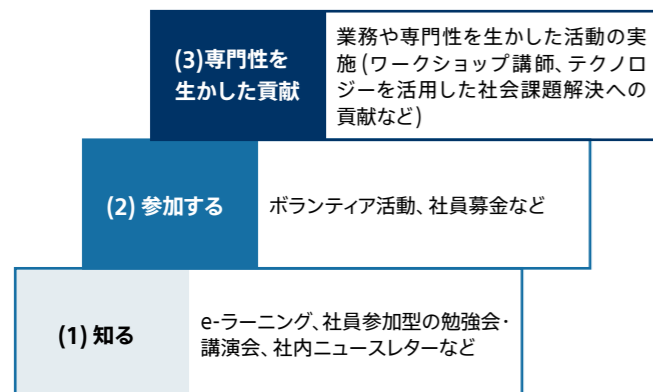 (3)専門性を
生かした貢献
業務や専門性を生かした活動の実
施(ワークショップ講師、テクノロ
ジーを活用した社会課題解決への
貢献など)
(2) 参加する
ボランティア活動、社員募金など
(1) 知る
e-ラーニング、社員参加型の勉強会・
講演会、社内ニュースレターなど